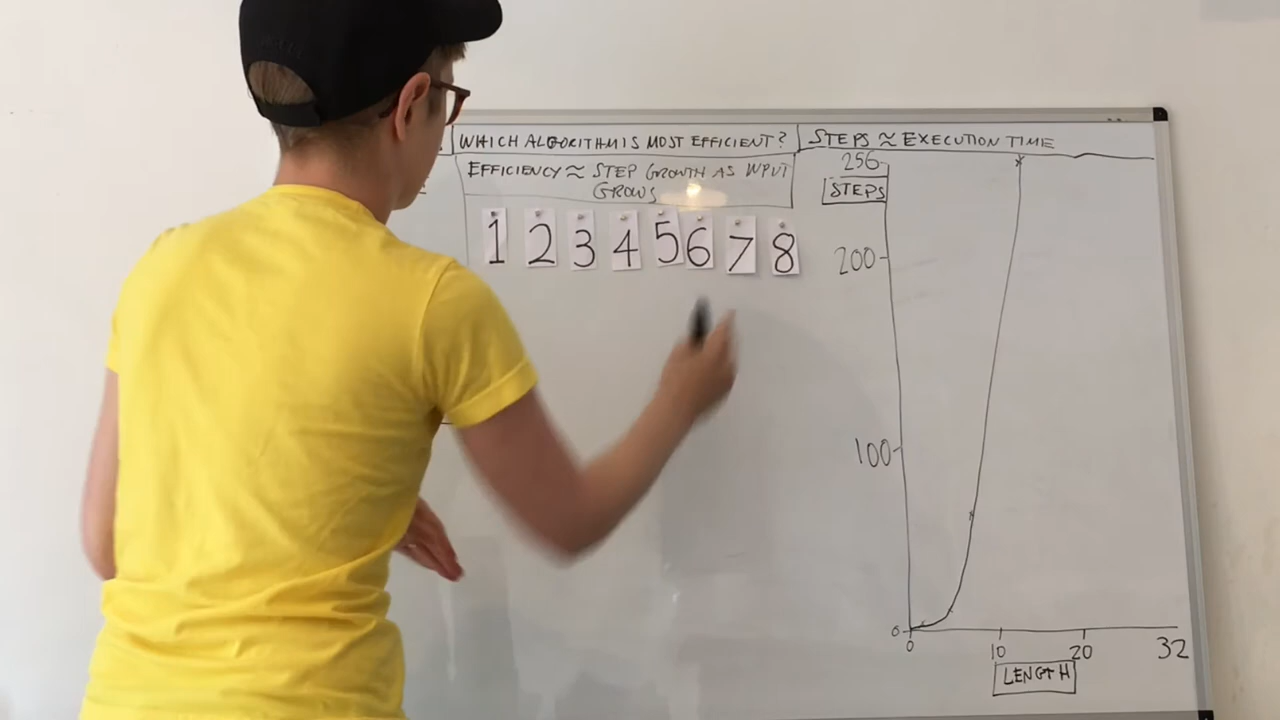 WHICH ALGORITHM IS MOST EFFICIENT?
EFFICIENCY ≈ STEP GROWTH AS INPUT
GROWS
1 2 3 4 5 6 7 8
STEPS ≈ EXECUTION TIME
256
STEPS
200
100
0
0 10 20 32
LENGTH